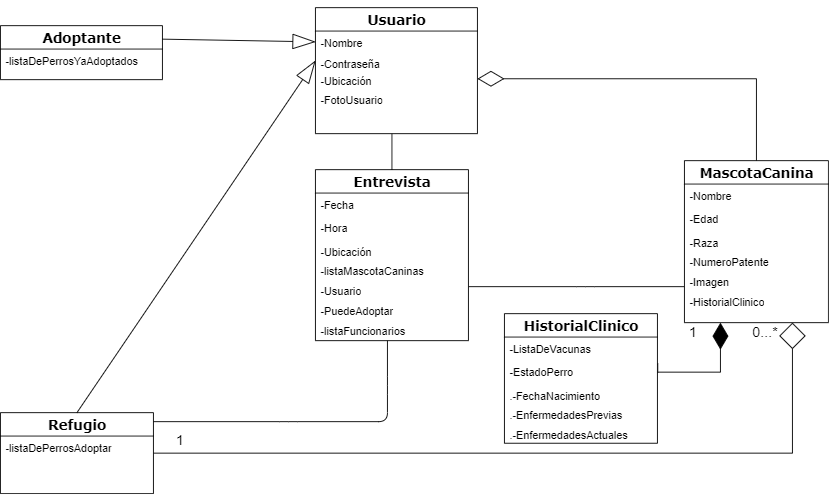 Adoptante
-listaDePerrosYaAdoptados
Usuario
-Nombre
-Contraseña
-Ubicación
-FotoUsuario
Entrevista
-Fecha
-Hora
-Ubicación
-listaMascotaCaninas
-Usuario
-PuedeAdoptar
-listaFuncionarios
MascotaCanina
-Nombre
-Edad
-Raza
-NumeroPatente
-Imagen
-HistorialClinico
1
0...*
HistorialClinico
-ListaDeVacunas
-EstadoPerro
.-FechaNacimiento
.-EnfermedadesPrevias
.-EnfermedadesActuales
Refugio
-listaDePerrosAdoptar
1